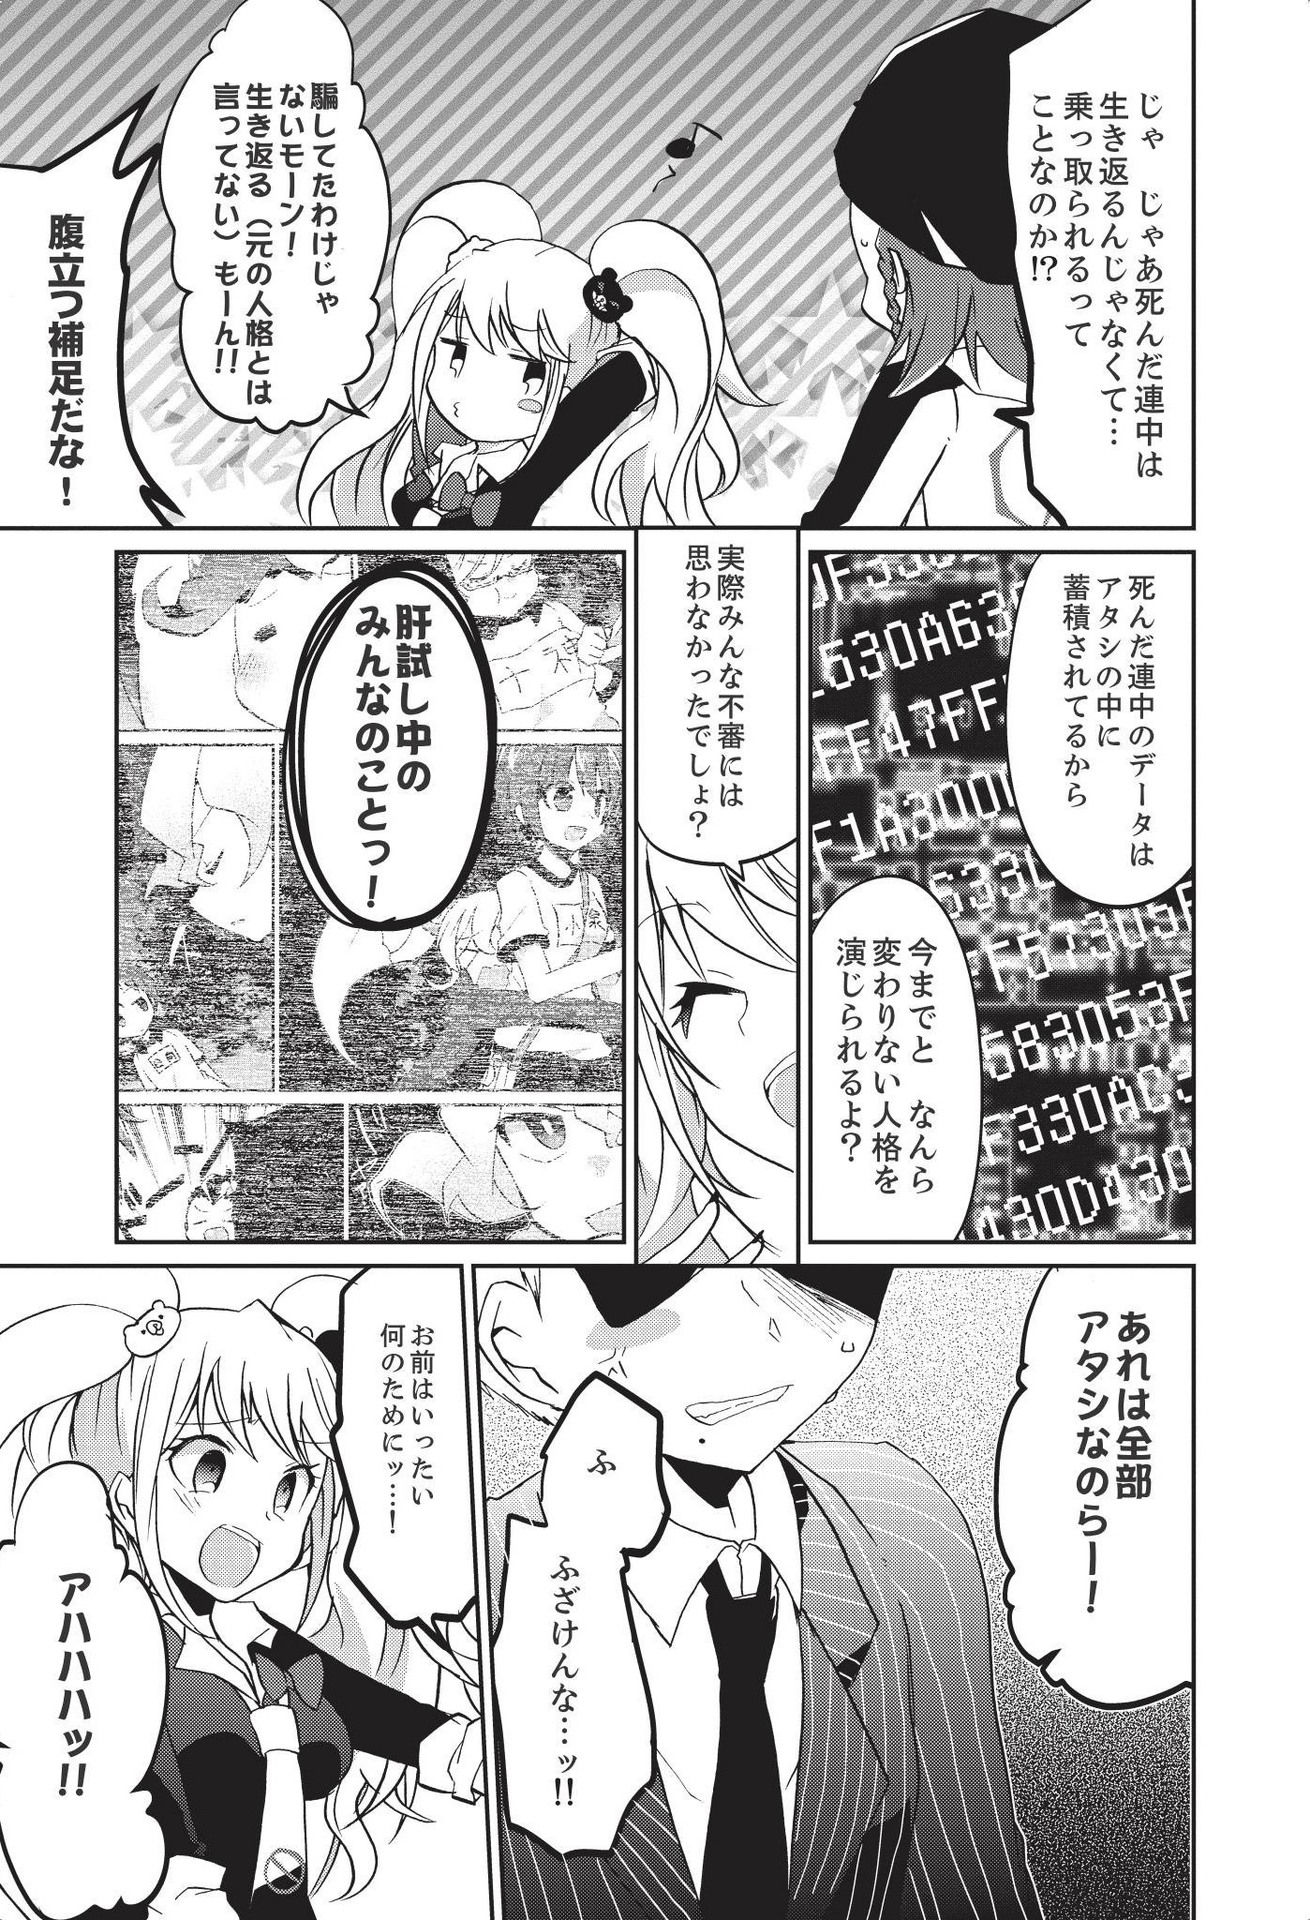 じゃ　じゃあ死んだ連中は
生き返るんじゃなくて…
乗っ取られるって
ことなのか!?
騙してたわけじゃ
ないモーン！
生き返る（元の人格とは
言ってない）もーん!!
腹立つ補足だな！
死んだ連中のデータは
アタシの中に
蓄積されてるから
今までと　なんら
変わりない人格を
演じられるよ？
実際みんな不審には
思わなかったでしょ？
肝試し中の
みんなのことっ！
あれは全部
アタシなのらー！
ふ
ふざけんな…ッ!!
お前はいったい
何のためにッ…！
アハハハッ!!